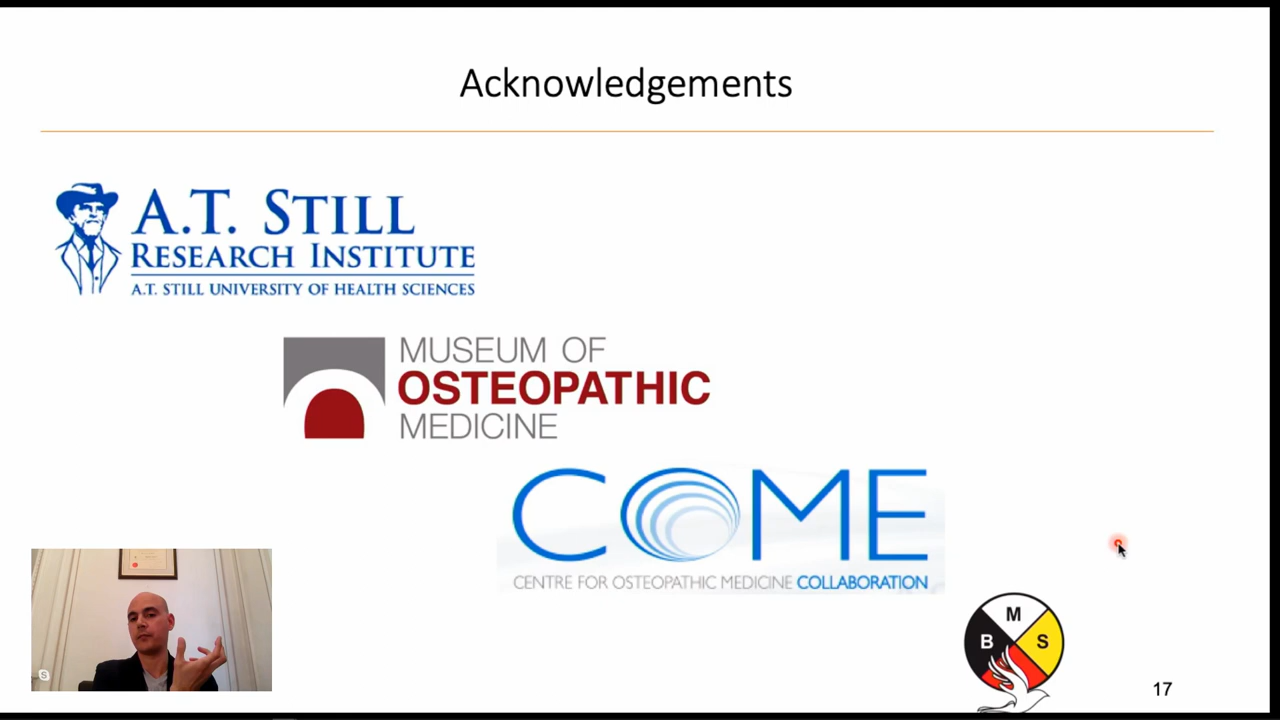 Acknowledgements
A.T. STILL
RESEARCH INSTITUTE
A.T. STILL UNIVERSITY OF HEALTH SCIENCES
MUSEUM OF
OSTEOPATHIC
MEDICINE
COME
CENTRE FOR OSTEOPATHIC MEDICINE COLLABORATION
M
B S
S
17